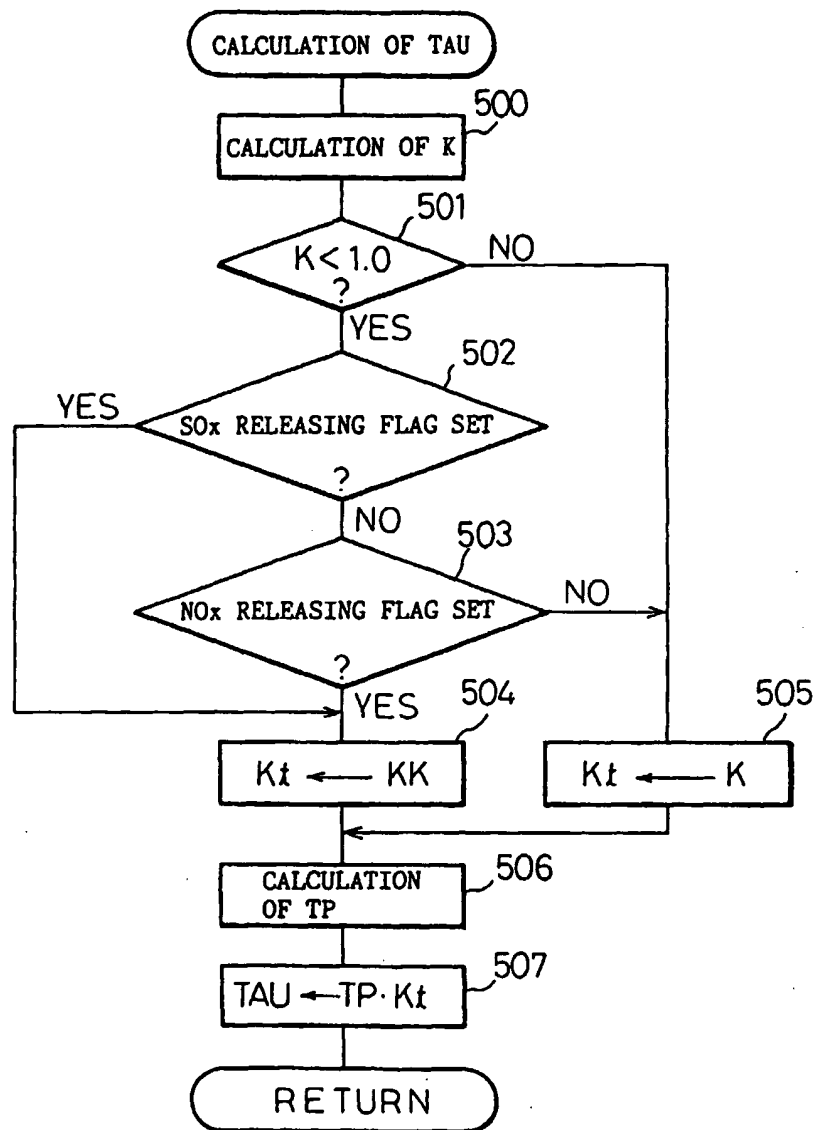 CALCULATION OF TAU
500
CALCULATION OF K
501
K < 1.0
?
NO
YES
502
YES
SOx RELEASING FLAG SET
?
NO
503
NOx RELEASING FLAG SET
NO
?
YES
504
505
Kt ← KK
Kt ← K
506
CALCULATION
OF TP
507
TAU ← TP · Kt
RETURN